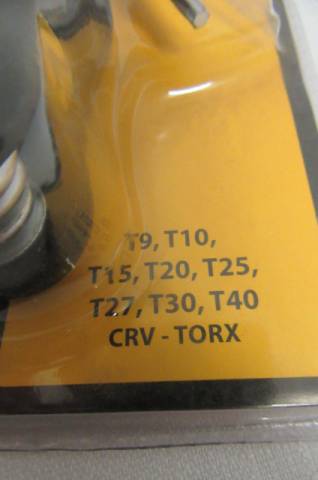 T9, T10,
T15, T20, T25,
T27, T30, T40
CRV - TORX